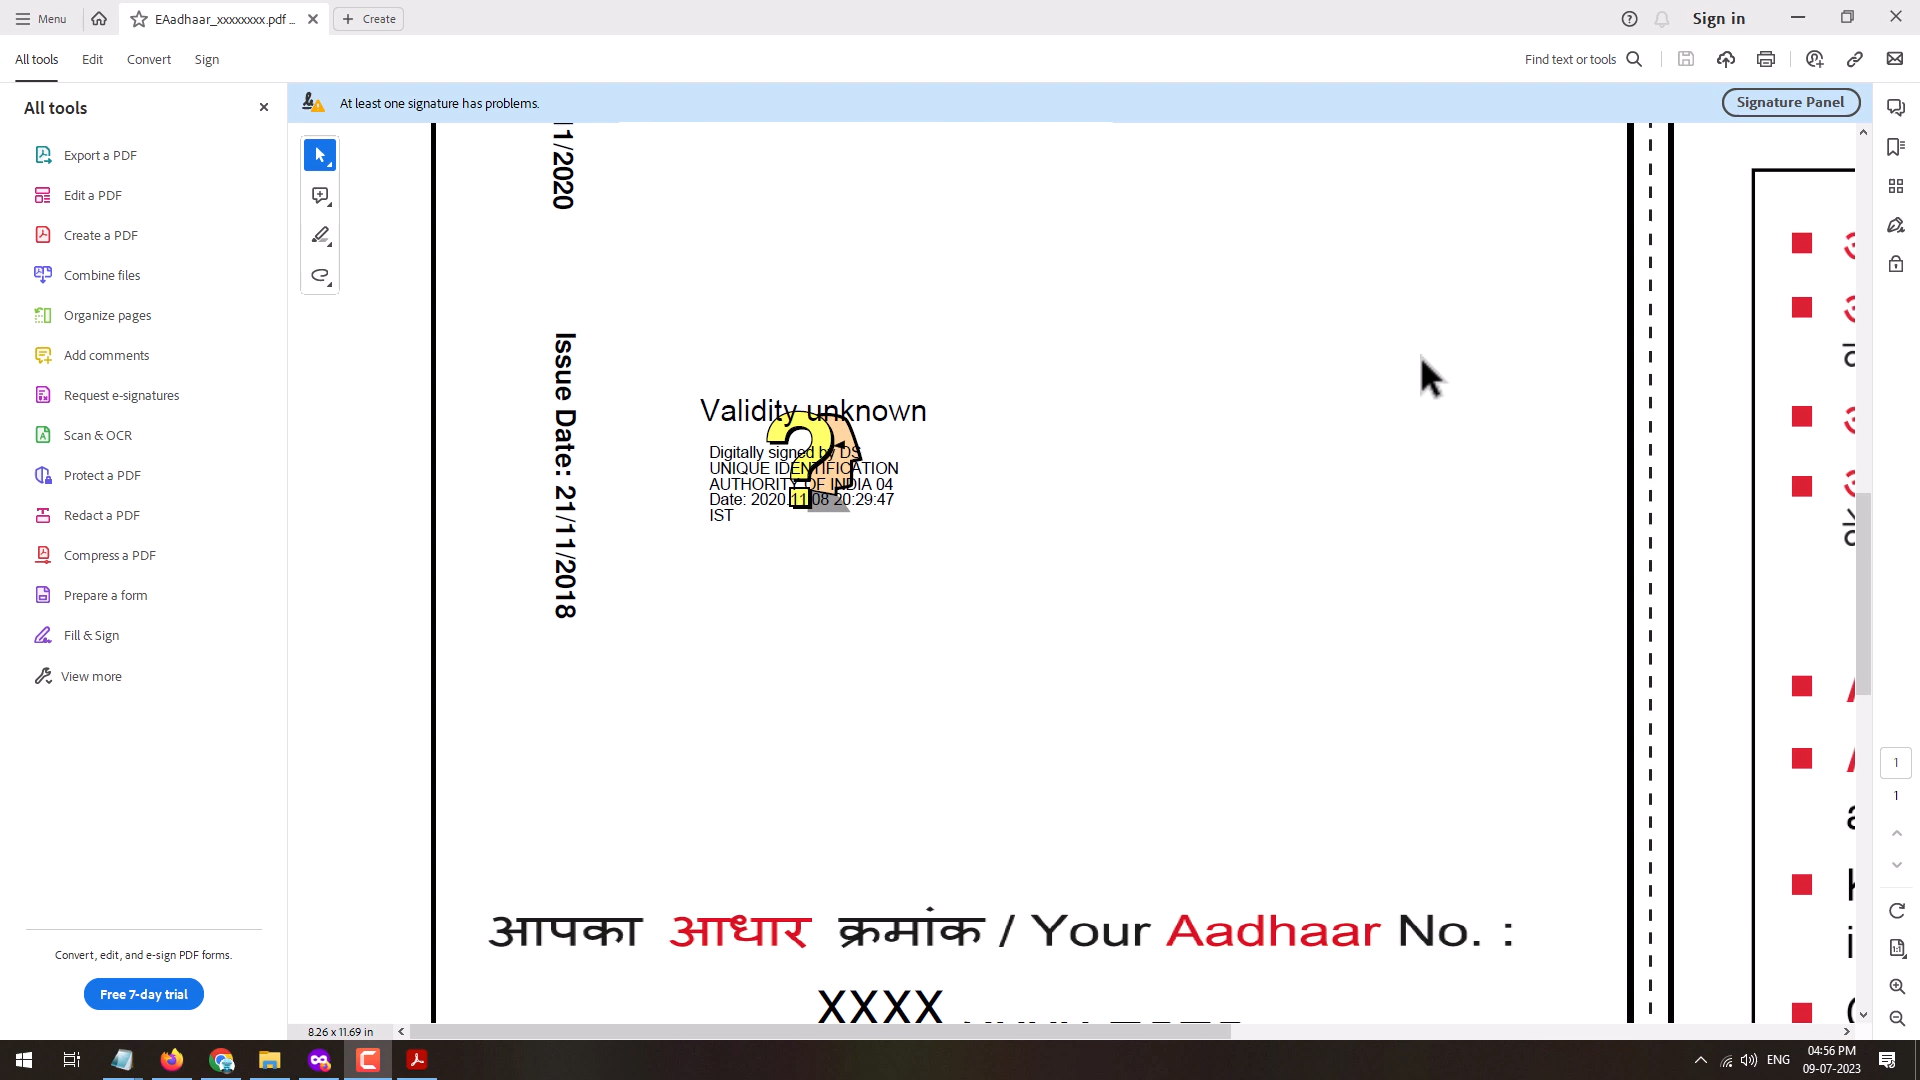 Menu
EAadhaar_xxxxxxxx.pdf ...
Create
Sign in
All tools
Edit
Convert
Sign
Find text or tools
All tools
At least one signature has problems.
Signature Panel
Export a PDF
Edit a PDF
Create a PDF
Combine files
Organize pages
Add comments
Request e-signatures
Scan & OCR
Protect a PDF
Redact a PDF
Compress a PDF
Prepare a form
Fill & Sign
View more
Convert, edit, and e-sign PDF forms.
Free 7-day trial
11/2020
Issue Date: 21/11/2018
Validity unknown
Digitally signed by DS
UNIQUE IDENTIFICATION
AUTHORITY OF INDIA 04
Date: 2020.11.08 20:29:47
IST
आपका आधार क्रमांक / Your Aadhaar No. :
XXXX
1
1
8.26 x 11.69 in
ENG
04:56 PM
09-07-2023